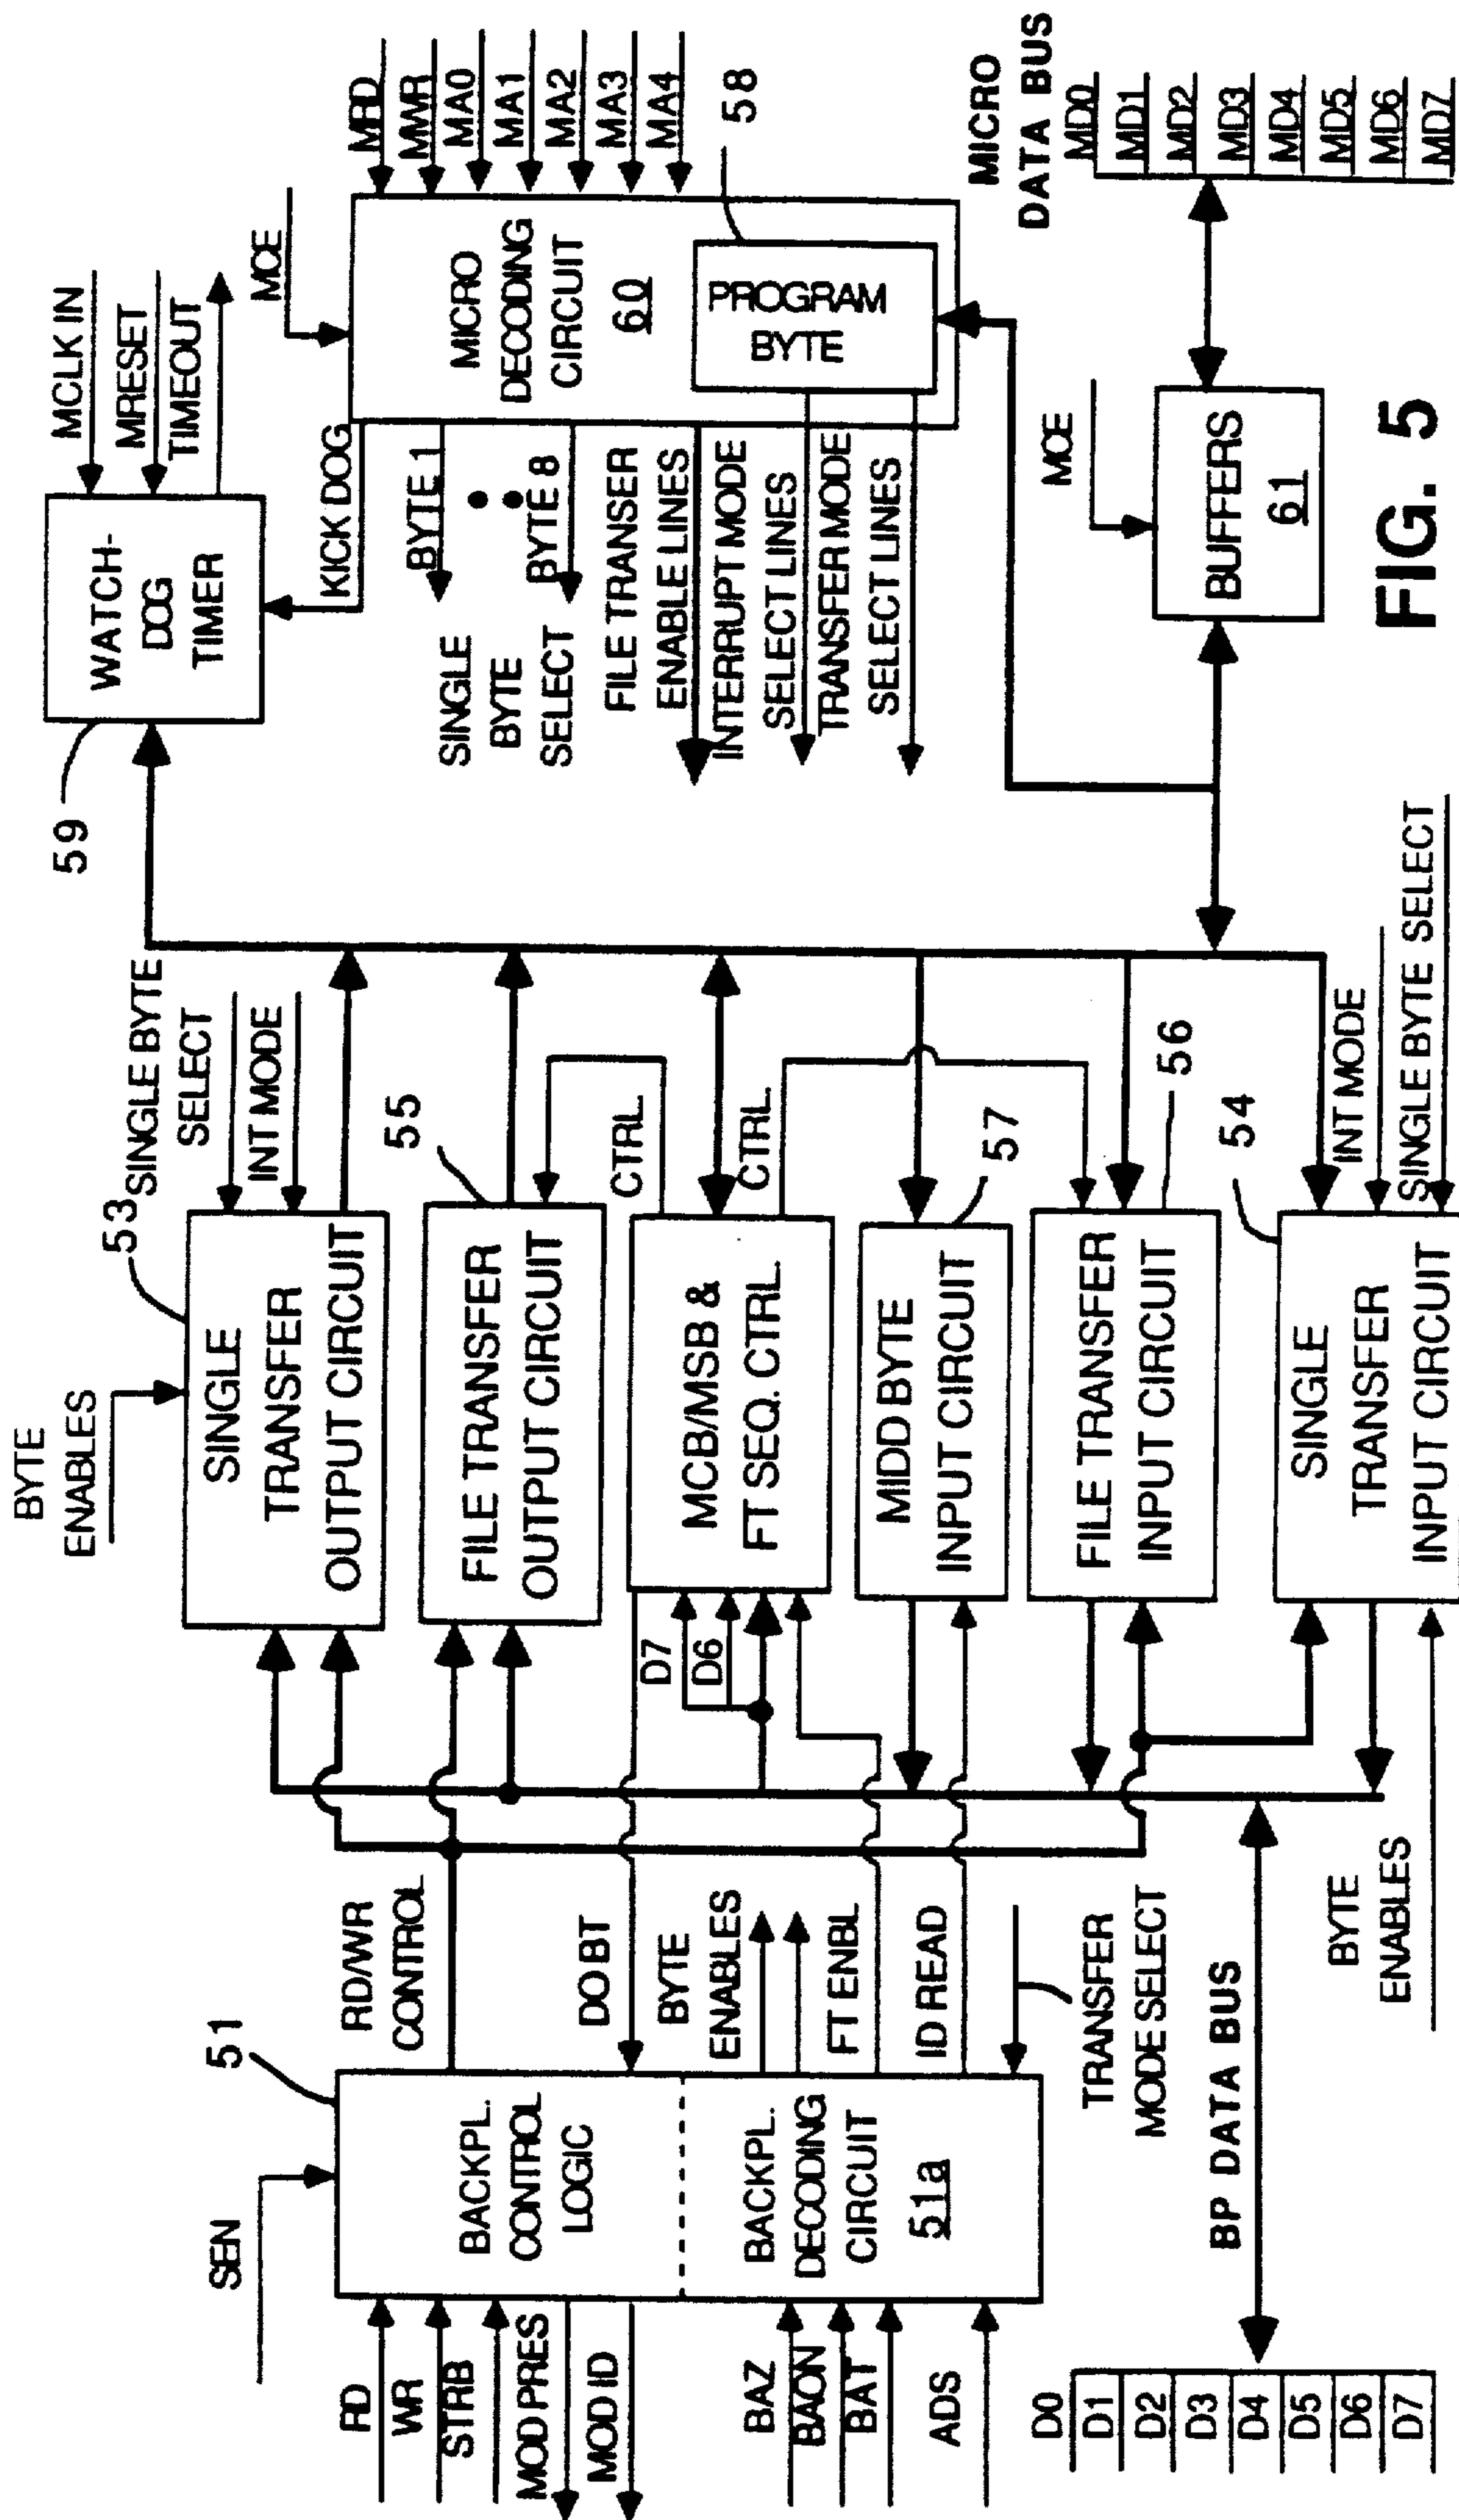 SEN
51
RD
WR
STRB
MOD PRES
MOD ID
BAZ
BAON
BAT
ADS
BACKPL.
CONTROL
LOGIC
BACKPL.
DECODING
CIRCUIT
51a
RD/WR
CONTROL
DO BT
BYTE
ENABLES
FT ENBL
ID READ
TRANSFER
MODE SELECT
D0
D1
D2
D3
D4
D5
D6
D7
BP DATA BUS
BYTE
ENABLES
BYTE
ENABLES
53
SINGLE
TRANSFER
OUTPUT CIRCUIT
SINGLE BYTE
SELECT
INT MODE
55
FILE TRANSFER
OUTPUT CIRCUIT
CTRL
D7
D6
MCB/MSB &
FT SEQ. CTRL.
CTRL.
MIDD BYTE
INPUT CIRCUIT
57
FILE TRANSFER
INPUT CIRCUIT
56
54
SINGLE
TRANSFER
INPUT CIRCUIT
INT MODE
SINGLE BYTE SELECT
59
WATCH-
DOG
TIMER
MCLK IN
MRESET
TIMEOUT
MCE
KICK DOG
BYTE 1
BYTE 8
SINGLE
BYTE
SELECT
FILE TRANSER
ENABLE LINES
INTERRUPT MODE
SELECT LINES
TRANSFER MODE
SELECT LINES
MICRO
DECODING
CIRCUIT
60
PROGRAM
BYTE
MRD
MWR
MA0
MA1
MA2
MA3
MA4
58
MCE
BUFFERS
61
MICRO
DATA BUS
MD0
MD1
MD2
MD3
MD4
MD5
MD6
MD7
FIG. 5